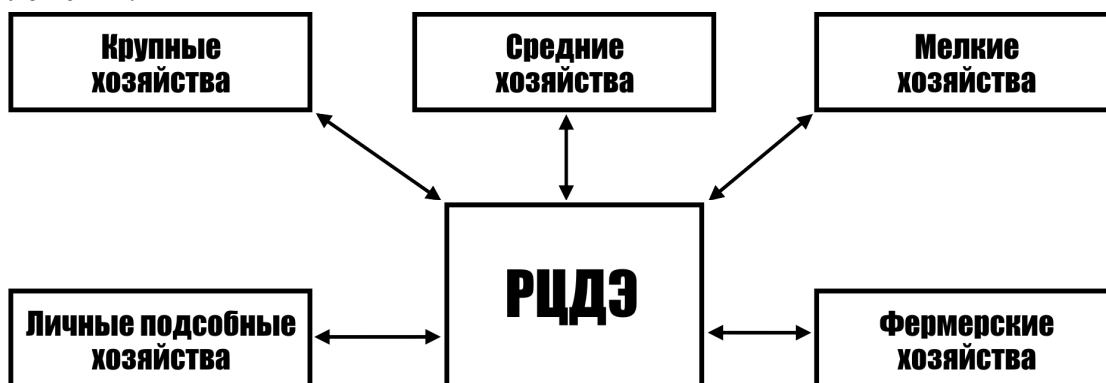 Крупные
хозяйства
Средние
хозяйства
Мелкие
хозяйства
РЦДЭ
Личные подсобные
хозяйства
Фермерские
хозяйства